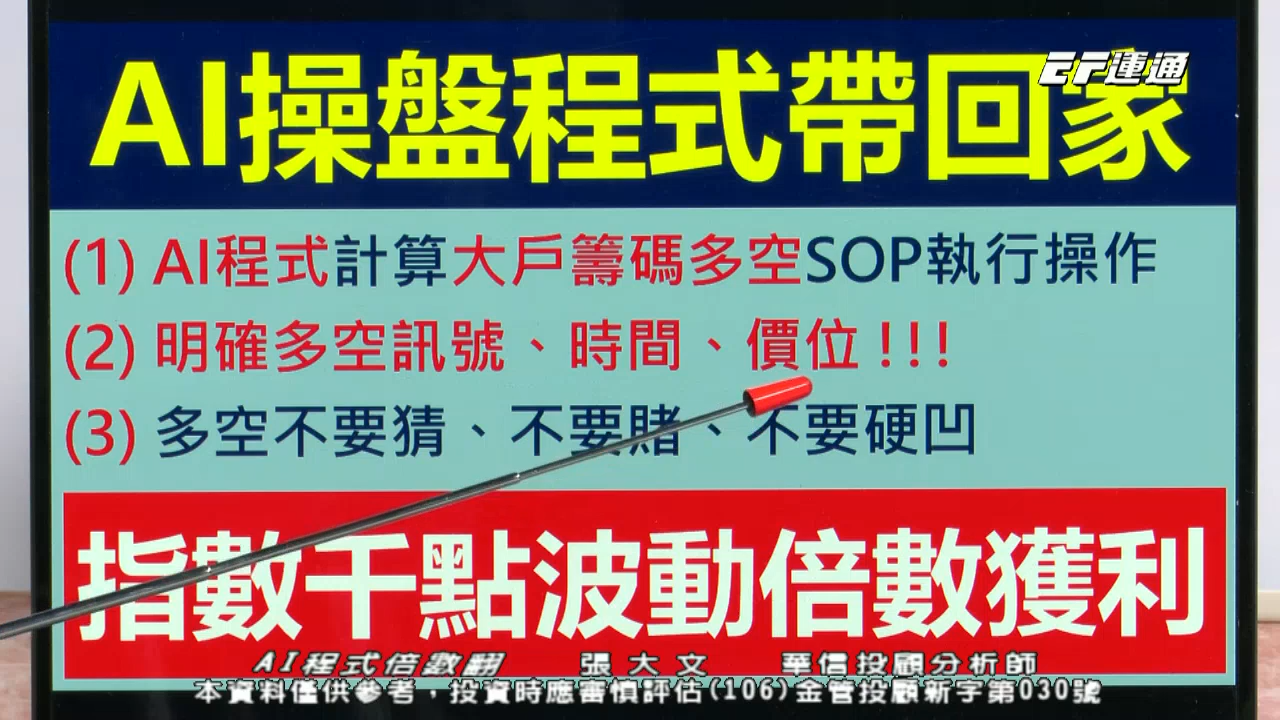 AI操盤程式帶回家
EF運通
(1) AI程式計算大戶籌碼多空SOP執行操作
(2) 明確多空訊號、時間、價位!!!
(3) 多空不要猜、不要賭、不要硬凹
指數千點波動倍數獲利
AI程式倍數翻 張大文 華信投顧分析師
本資料僅供參考，投資時應審慎評估(106)金管投顧新字第030號